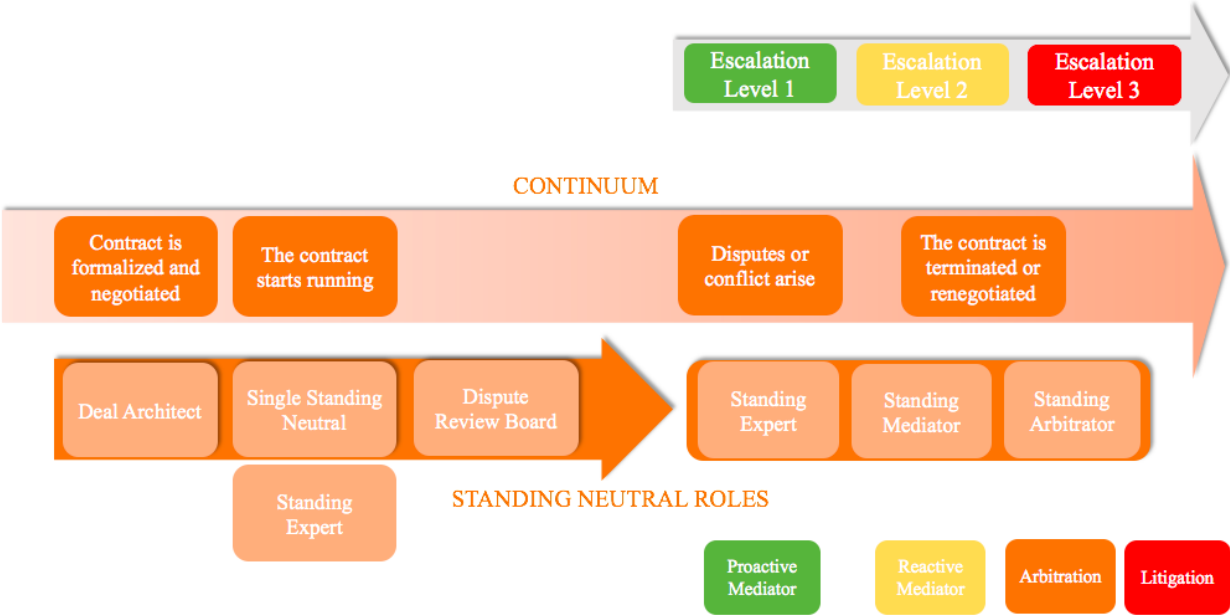 Escalation
Level 1
Escalation
Level 2
Escalation
Level 3
CONTINUUM
Contract is
formalized and
negotiated
The contract
starts running
Disputes or
conflict arise
The contract is
terminated or
renegotiated
Deal Architect
Single Standing
Neutral
Dispute
Review Board
Standing
Expert
Standing
Mediator
Standing
Arbitrator
Standing
Expert
STANDING NEUTRAL ROLES
Proactive
Mediator
Reactive
Mediator
Arbitration
Litigation